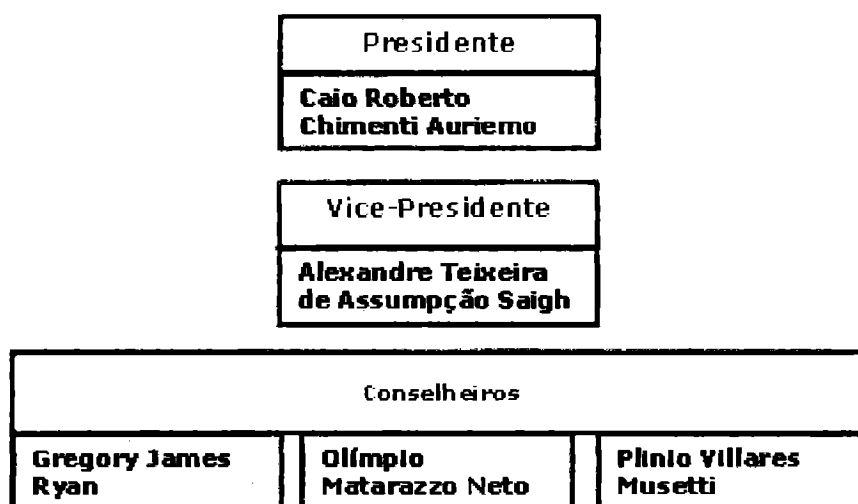 Presidente
Caio Roberto
Chimenti Auriemo
Vice-Presidente
Alexandre Teixeira
de Assumpção Saigh
Conselheiros
Gregory James
Ryan
Olímpio
Matarazzo Neto
Plinio Villares
Musetti